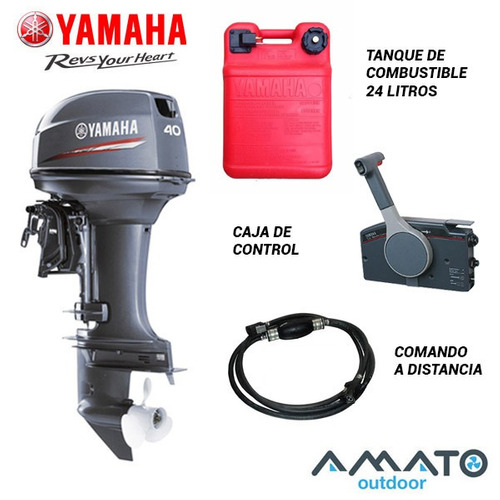 YAMAHA
Revs Your Heart
YAMAHA
40
YAMAHA
TANQUE DE
COMBUSTIBLE
24 LITROS
CAJA DE
CONTROL
COMANDO
A DISTANCIA
AMATO
outdoor